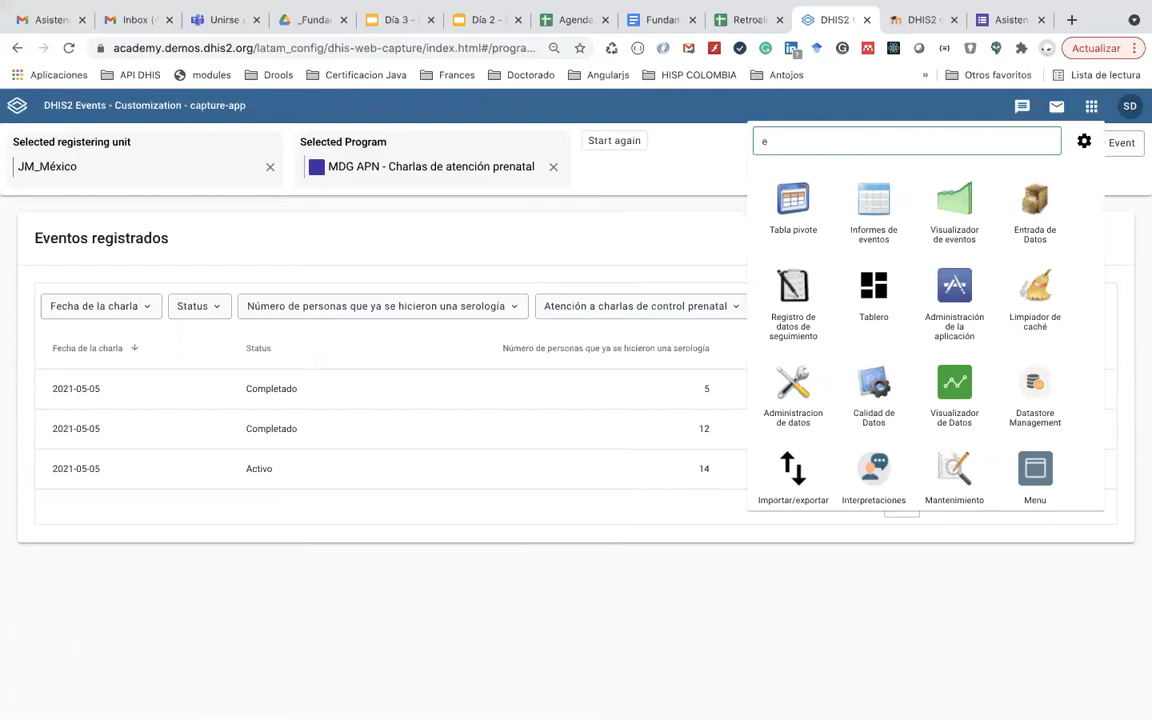 Asisten
Inbox (4
Unirse
_Funda
Día 3 -
Día 2 -
Agenda
Fundam
Retroali
DHIS2
DHIS2 c
Asisten
academy.demos.dhis2.org/latam_config/dhis-web-capture/index.html#/progra...
Actualizar
Aplicaciones
API DHIS
modules
Drools
Certificacion Java
Frances
Doctorado
Angularjs
HISP COLOMBIA
Antojos
»
Otros favoritos
Lista de lectura
DHIS2 Events - Customization - capture-app
SD
Selected registering unit
JM_México
Selected Program
MDG APN - Charlas de atención prenatal
Start again
e
Event
Eventos registrados
Fecha de la charla
Status
Número de personas que ya se hicieron una serología
Atención a charlas de control prenatal
Fecha de la charla
Status
Número de personas que ya se hicieron una serología
2021-05-05
Completado
5
2021-05-05
Completado
12
2021-05-05
Activo
14
Tabla pivote
Informes de
eventos
Visualizador
de eventos
Entrada de
Datos
Registro de
datos de
seguimiento
Tablero
Administración
de la
aplicación
Limpiador de
caché
Administracion
de datos
Calidad de
Datos
Visualizador
de Datos
Datastore
Management
Importar/exportar
Interpretaciones
Mantenimiento
Menu